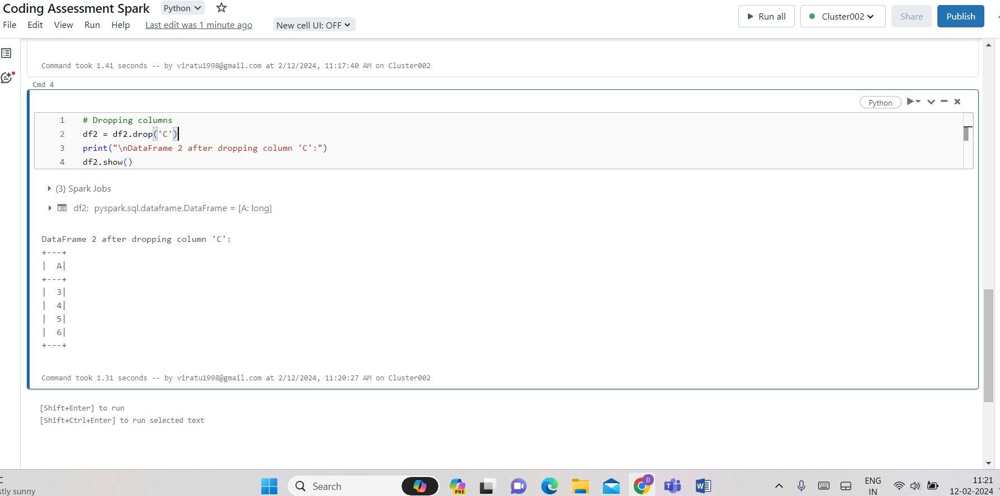 Coding Assessment Spark Python
File Edit View Run Help Last edit was 1 minute ago New cell UI: OFF
Run all Cluster002 Share Publish
Command took 1.41 seconds -- by viratu1998@gmail.com at 2/12/2024, 11:17:40 AM on Cluster002
Cmd 4
Python
1 # Dropping columns
2 df2 = df2.drop('C')
3 print("\nDataFrame 2 after dropping column 'C':")
4 df2.show()
(3) Spark Jobs
df2: pyspark.sql.dataframe.DataFrame = [A: long]
DataFrame 2 after dropping column 'C':
+---+
|  A|
+---+
|  3|
|  4|
|  5|
|  6|
+---+
Command took 1.31 seconds -- by viratu1998@gmail.com at 2/12/2024, 11:20:27 AM on Cluster002
[Shift+Enter] to run
[Shift+Ctrl+Enter] to run selected text
C
stly sunny
Search
PRE
D
ENG
IN
11:21
12-02-2024